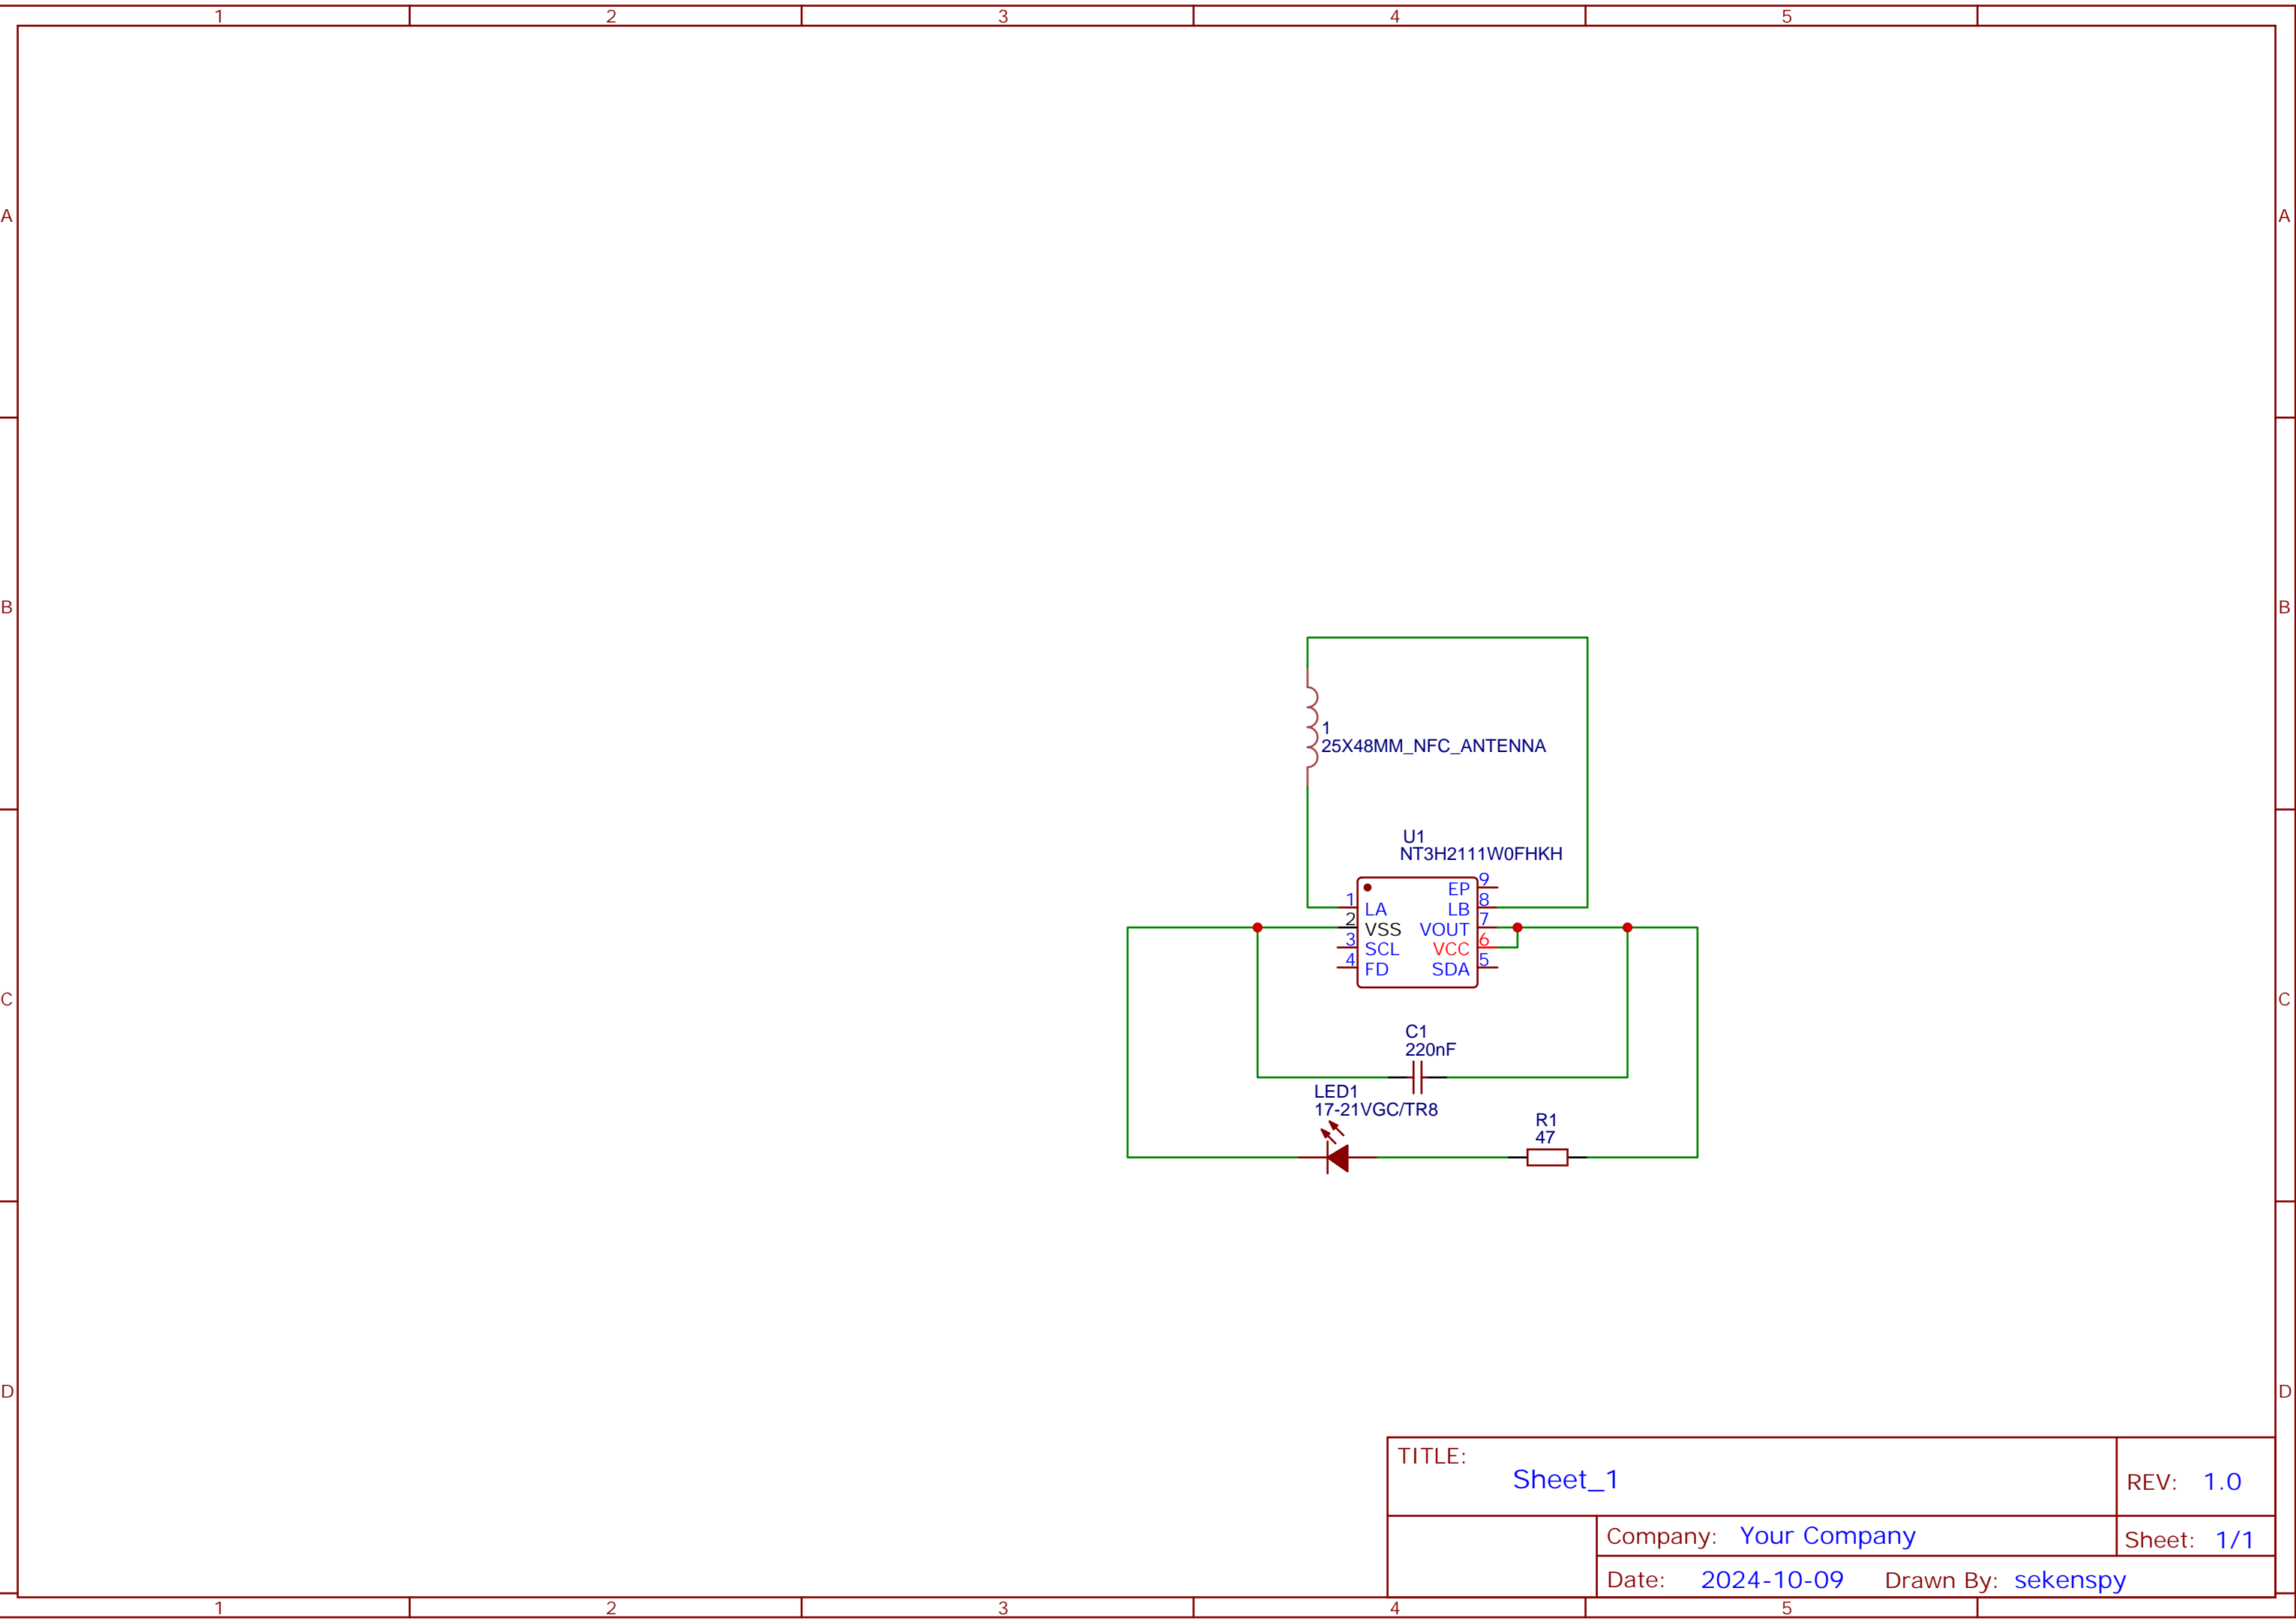 1 2 3 4 5
A A
B B
1
25X48MM_NFC_ANTENNA
U1
NT3H2111W0FHKH
EP 9
1 LA LB 8
2 VSS VOUT 7
3 SCL VCC 6
4 FD SDA 5
C C
C1
220nF
LED1
17-21VGC/TR8
R1
47
D D
TITLE:
Sheet_1
REV: 1.0
Company: Your Company
Sheet: 1/1
Date: 2024-10-09 Drawn By: sekenspy
1 2 3 4 5